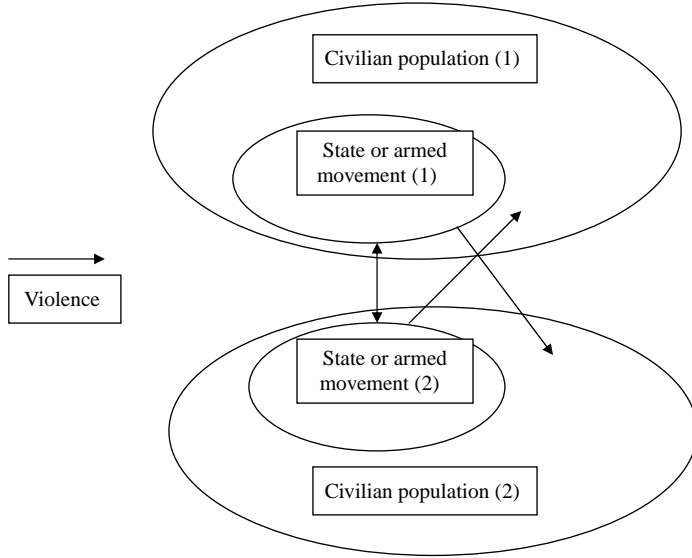 Civilian population (1)
State or armed
movement (1)
Violence
State or armed
movement (2)
Civilian population (2)